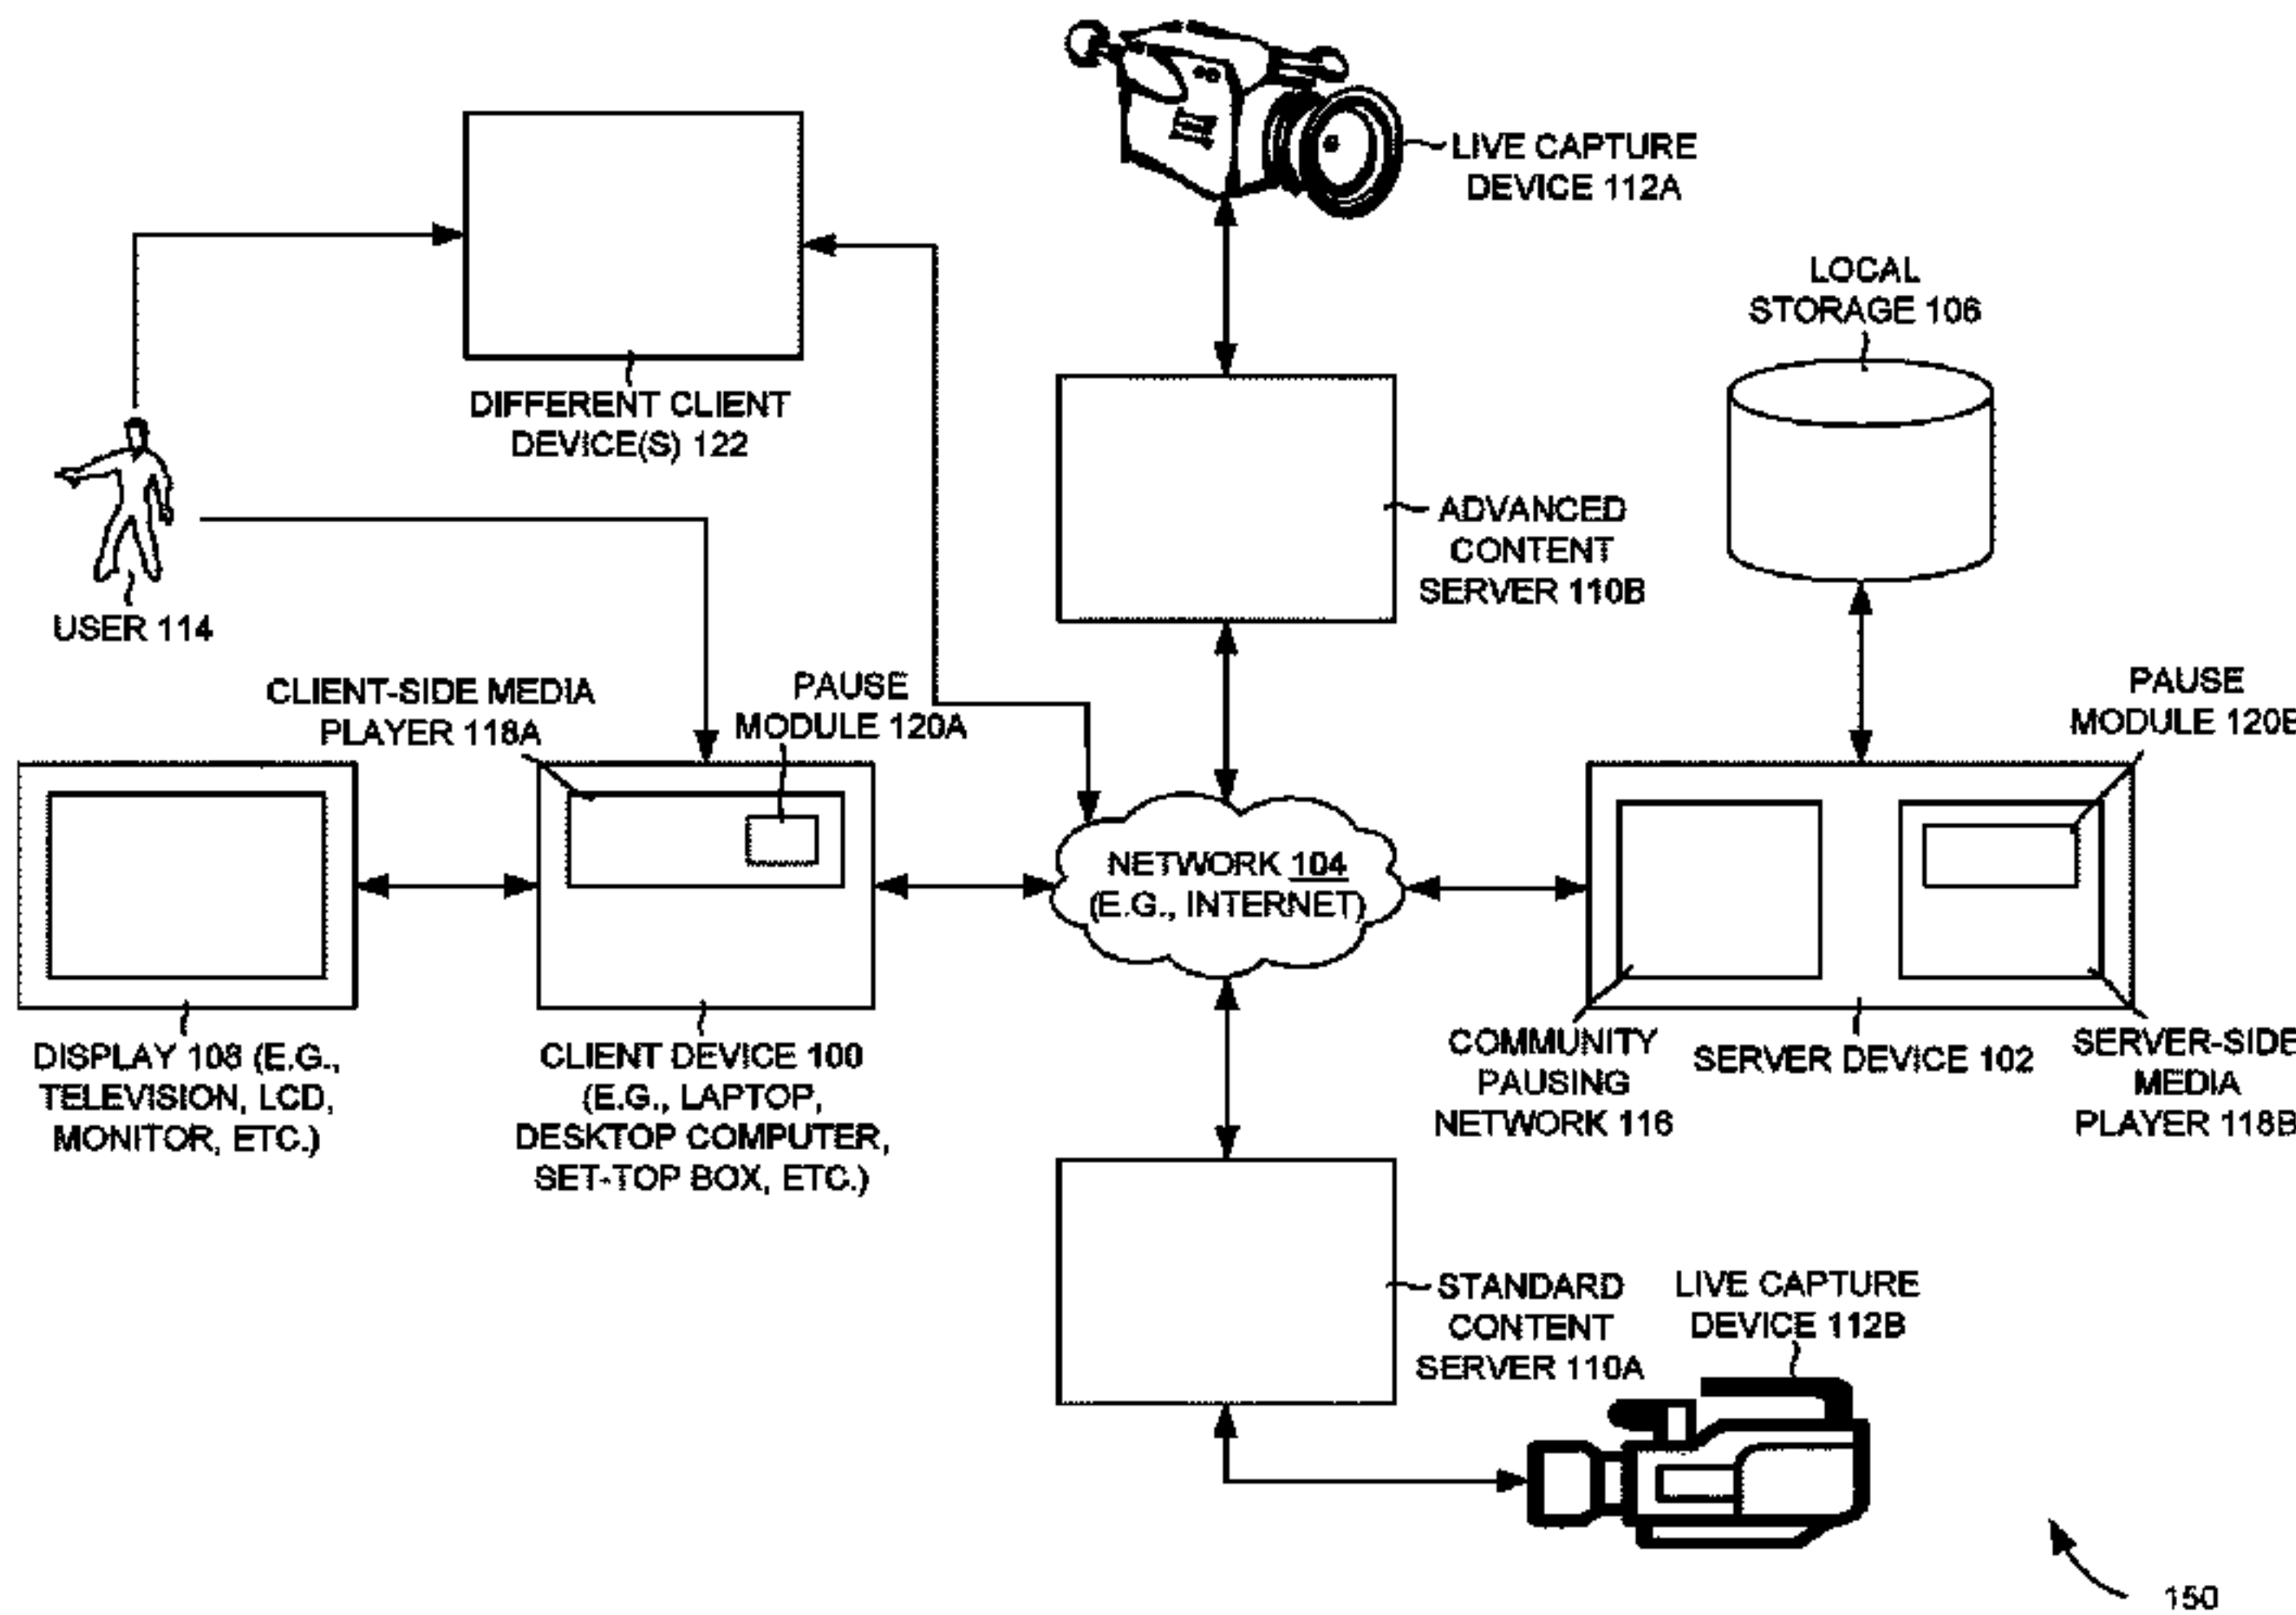 LIVE CAPTURE
DEVICE 112A
LOCAL
STORAGE 106
DIFFERENT CLIENT
DEVICE(S) 122
ADVANCED
CONTENT
SERVER 110B
USER 114
CLIENT-SIDE MEDIA
PLAYER 118A
PAUSE
MODULE 120A
PAUSE
MODULE 120B
NETWORK 104
(E.G., INTERNET)
DISPLAY 108 (E.G.,
TELEVISION, LCD,
MONITOR, ETC.)
CLIENT DEVICE 100
(E.G., LAPTOP,
DESKTOP COMPUTER,
SET-TOP BOX, ETC.)
COMMUNITY
PAUSING
NETWORK 116
SERVER DEVICE 102
SERVER-SIDE
MEDIA
PLAYER 118B
STANDARD
CONTENT
SERVER 110A
LIVE CAPTURE
DEVICE 112B
150